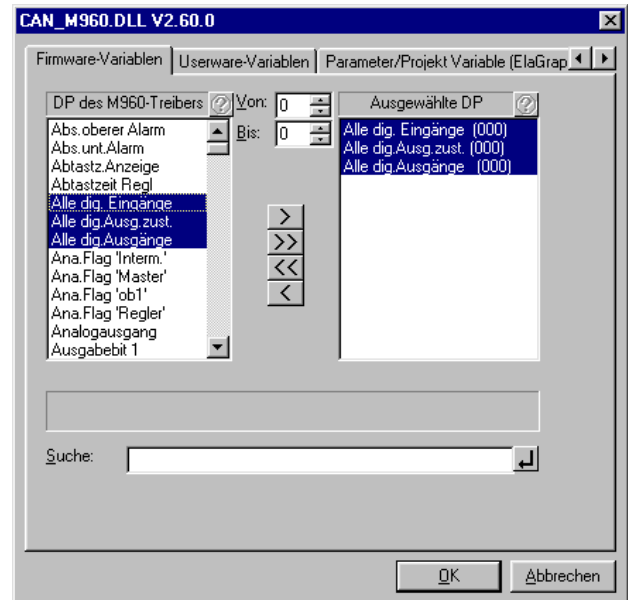 CAN_M960.DLL V2.60.0
Firmware-Variablen Userware-Variablen Parameter/Projekt Variable (ElaGrap
DP des M960-Treibers Von: 0 Ausgewählte DP
Bis: 0
Abs.oberer Alarm
Abs.unt.Alarm
Abtastz.Anzeige
Abtastzeit Regl
Alle dig. Eingänge
Alle dig.Ausg.zust.
Alle dig.Ausgänge
Ana.Flag 'Interm.'
Ana.Flag 'Master'
Ana.Flag 'ob1'
Ana.Flag 'Regler'
Analogausgang
Ausgabebit 1
>
>>
<<
<
Alle dig. Eingänge (000)
Alle dig.Ausg.zust. (000)
Alle dig.Ausgänge (000)
Suche:
OK Abbrechen